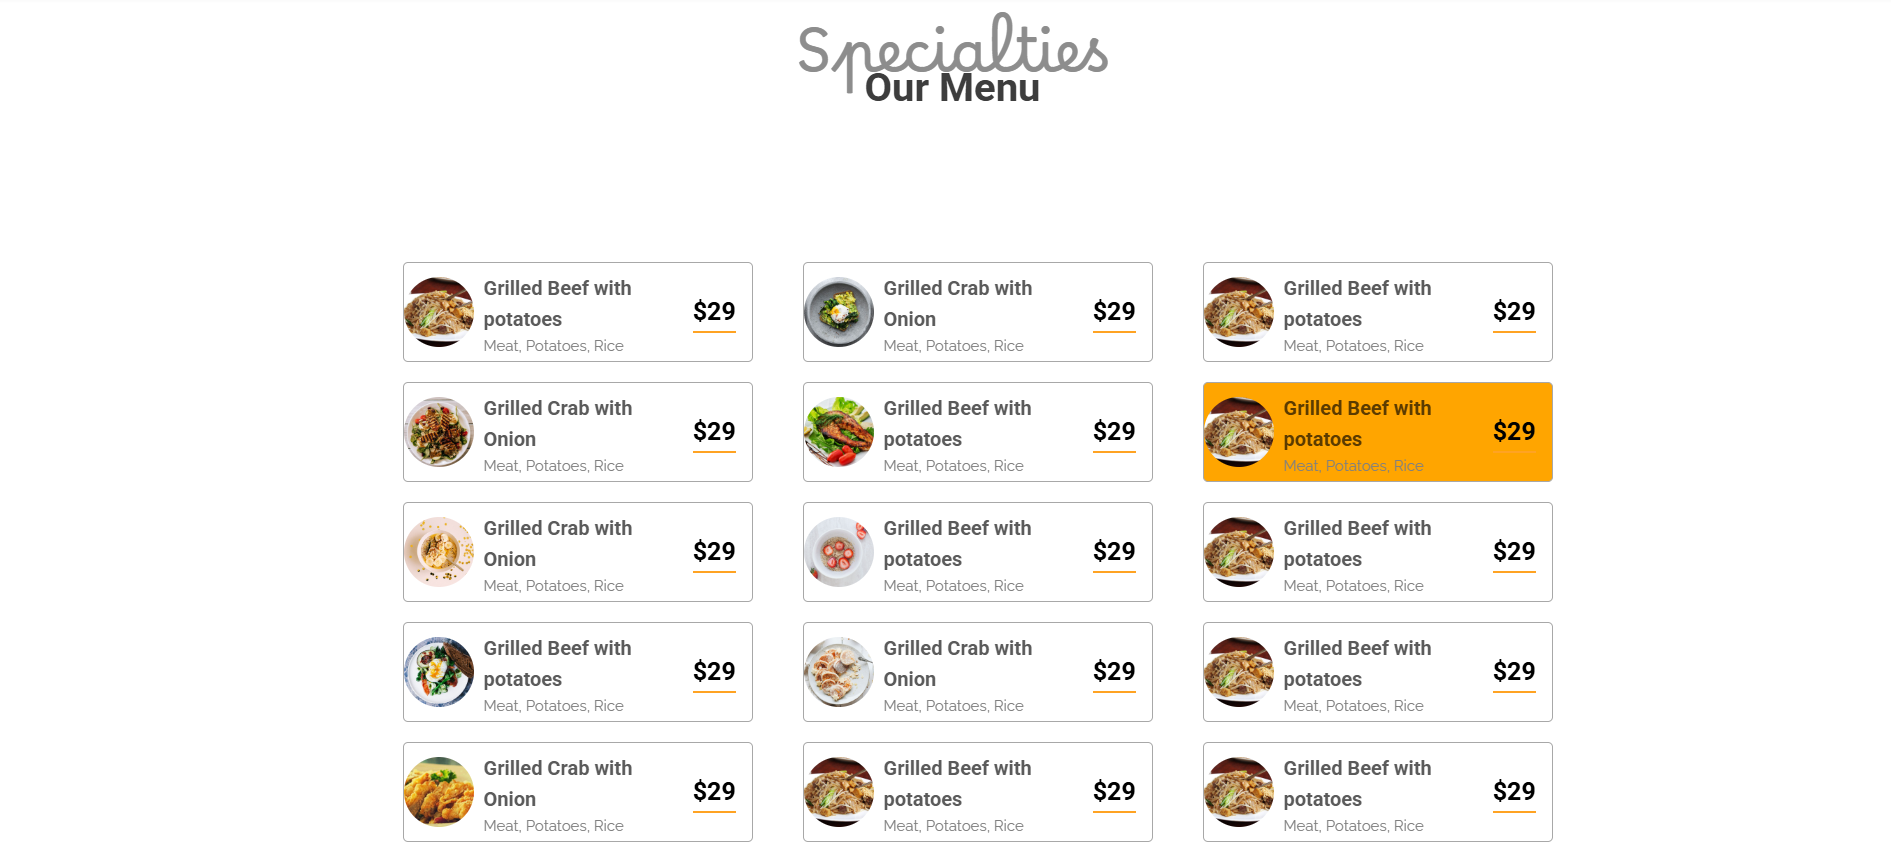 Specialties
Our Menu
Grilled Beef with
potatoes
Meat, Potatoes, Rice
$29
Grilled Crab with
Onion
Meat, Potatoes, Rice
$29
Grilled Beef with
potatoes
Meat, Potatoes, Rice
$29
Grilled Crab with
Onion
Meat, Potatoes, Rice
$29
Grilled Beef with
potatoes
Meat, Potatoes, Rice
$29
Grilled Beef with
potatoes
Meat, Potatoes, Rice
$29
Grilled Crab with
Onion
Meat, Potatoes, Rice
$29
Grilled Beef with
potatoes
Meat, Potatoes, Rice
$29
Grilled Beef with
potatoes
Meat, Potatoes, Rice
$29
Grilled Beef with
potatoes
Meat, Potatoes, Rice
$29
Grilled Crab with
Onion
Meat, Potatoes, Rice
$29
Grilled Beef with
potatoes
Meat, Potatoes, Rice
$29
Grilled Crab with
Onion
Meat, Potatoes, Rice
$29
Grilled Beef with
potatoes
Meat, Potatoes, Rice
$29
Grilled Beef with
potatoes
Meat, Potatoes, Rice
$29